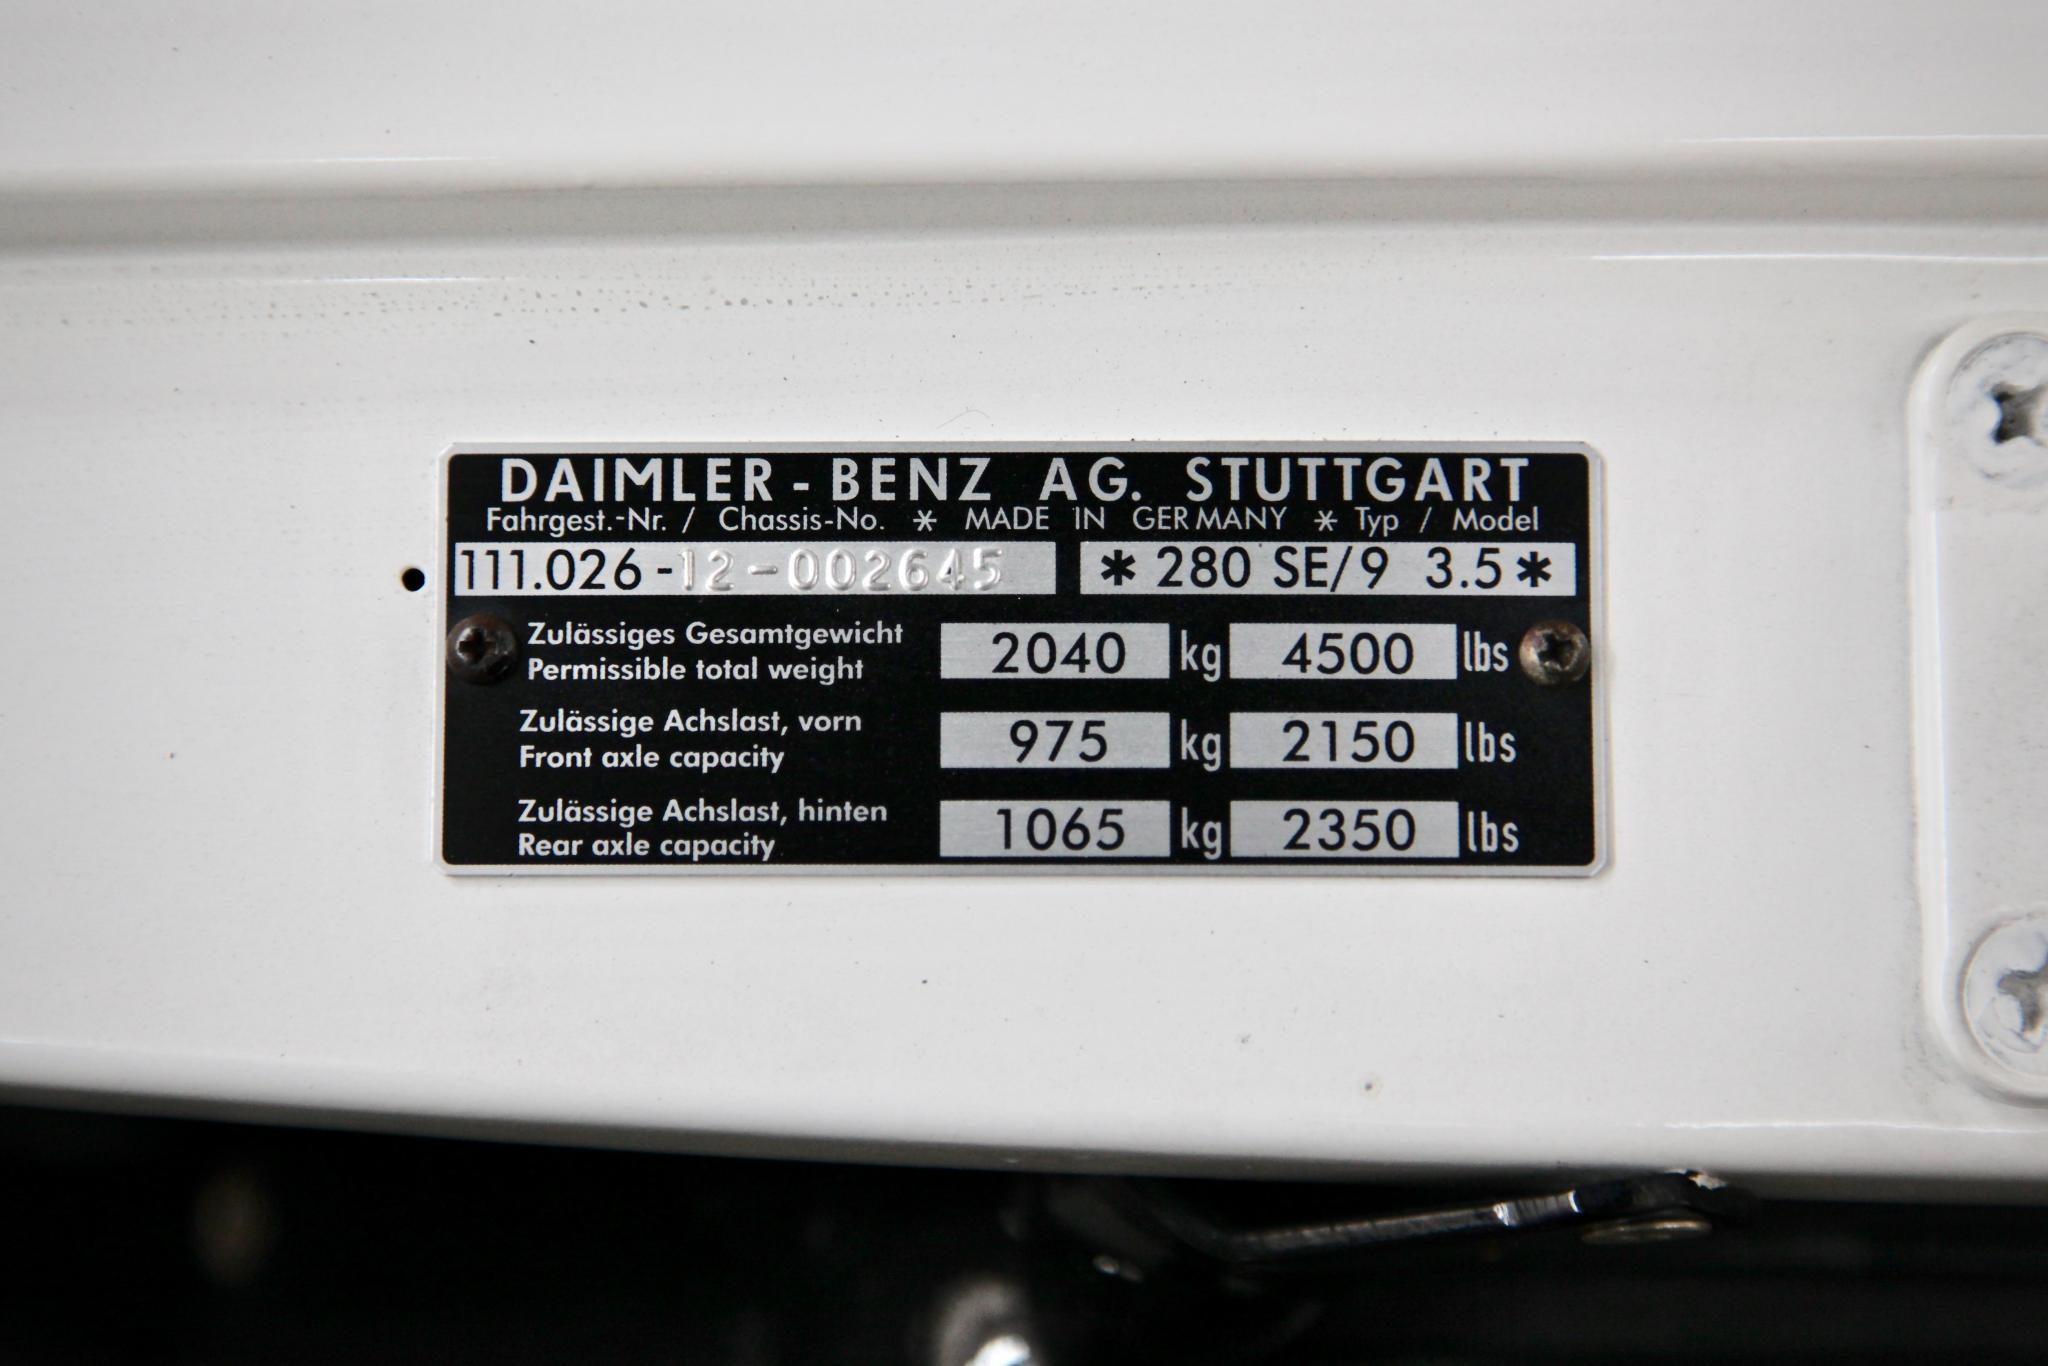 DAIMLER - BENZ AG. STUTTGART
Fahrgest.-Nr. / Chassis-No. * MADE IN GERMANY * Typ / Model
111.026-12-002645 * 280 SE/9 3.5 *
Zulässiges Gesamtgewicht
Permissible total weight 2040 kg 4500 lbs
Zulässige Achslast, vorn
Front axle capacity 975 kg 2150 lbs
Zulässige Achslast, hinten
Rear axle capacity 1065 kg 2350 lbs